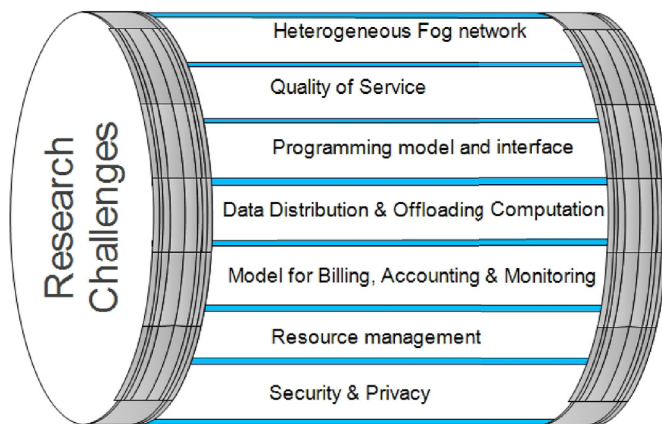 Research
Challenges
Heterogeneous Fog network
Quality of Service
Programming model and interface
Data Distribution & Offloading Computation
Model for Billing, Accounting & Monitoring
Resource management
Security & Privacy